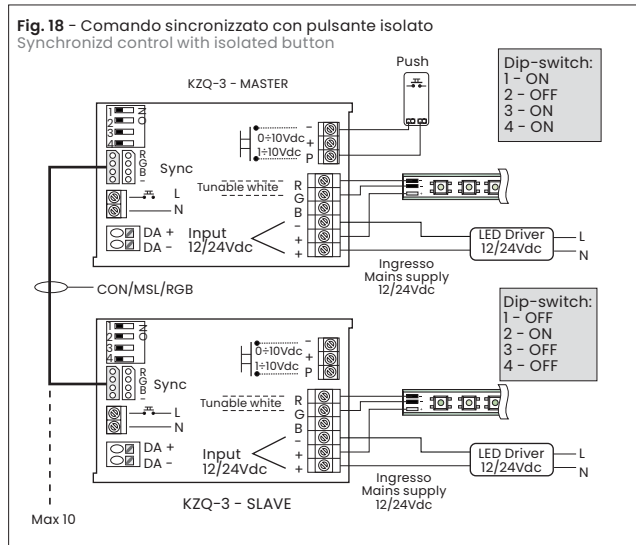 Fig. 18 - Comando sincronizzato con pulsante isolato
Synchronizd control with isolated button
Push
KZQ-3 - MASTER
Dip-switch:
1 - ON
2 - OFF
3 - ON
4 - ON
1
2
3
4
NO
R
G
B
-
Sync
L
N
DA +
DA -
0÷10Vdc
1÷10Vdc
-
+
P
Tunable white
R
G
B
-
+
+
Input
12/24Vdc
LED Driver
12/24Vdc
L
N
Ingresso
Mains supply
12/24Vdc
CON/MSL/RGB
Dip-switch:
1 - OFF
2 - ON
3 - OFF
4 - OFF
1
2
3
4
NO
R
G
B
-
Sync
L
N
DA +
DA -
0÷10Vdc
1÷10Vdc
-
+
P
Tunable white
R
G
B
-
+
+
Input
12/24Vdc
LED Driver
12/24Vdc
L
N
Ingresso
Mains supply
12/24Vdc
KZQ-3 - SLAVE
Max 10